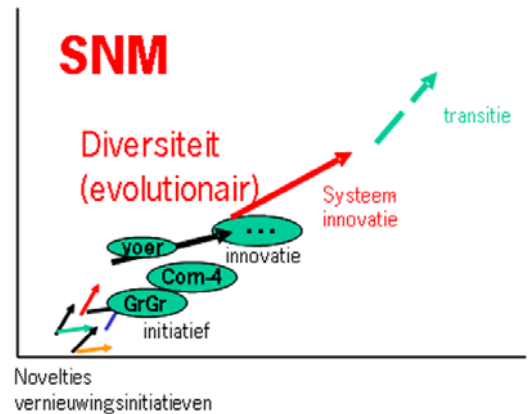 SNM
transitie
Diversiteit
(evolutionair)
Systeem
innovatie
...
yoer
innovatie
Com-4
GrGr
initiatief
Novelties
vernieuwingsinitiatieven